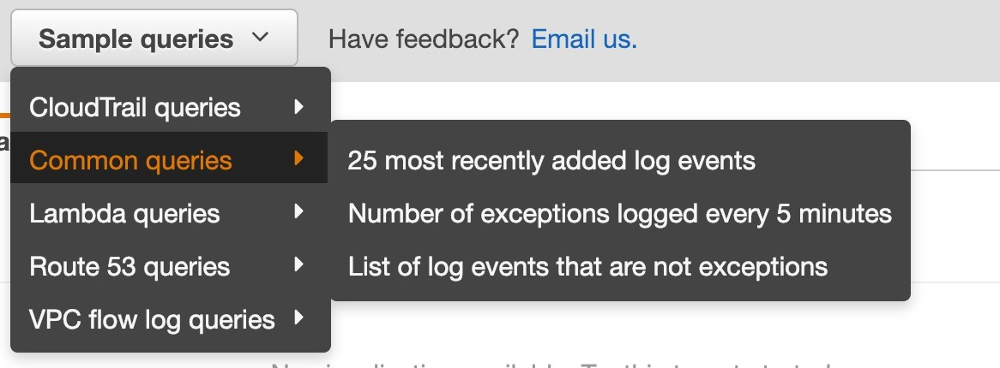 Sample queries
Have feedback? Email us.
CloudTrail queries
Common queries
25 most recently added log events
Lambda queries
Number of exceptions logged every 5 minutes
Route 53 queries
List of log events that are not exceptions
VPC flow log queries